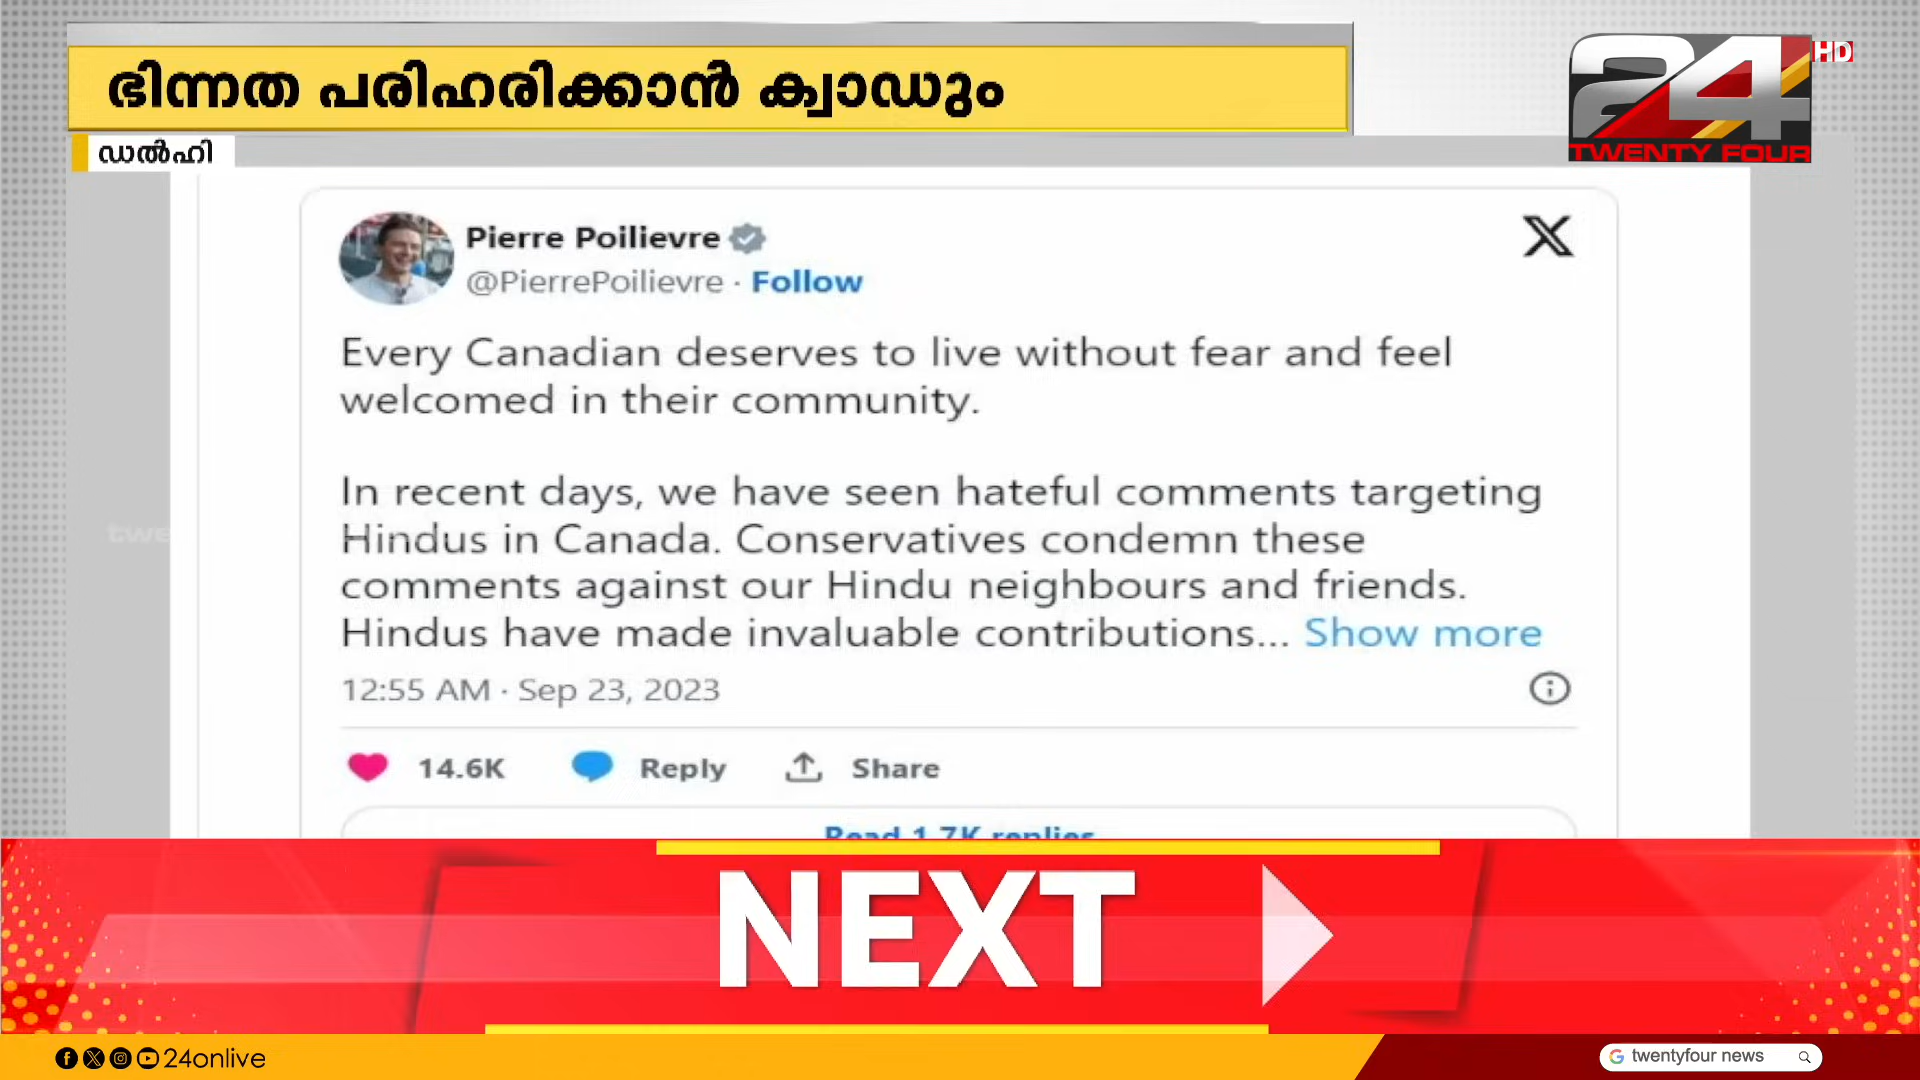 ഭിന്നത പരിഹരിക്കാൻ ക്വാഡും
24 HD
TWENTY FOUR
ഡൽഹി
Pierre Poilievre
@PierrePoilievre · Follow
Every Canadian deserves to live without fear and feel
welcomed in their community.
In recent days, we have seen hateful comments targeting
Hindus in Canada. Conservatives condemn these
comments against our Hindu neighbours and friends.
Hindus have made invaluable contributions... Show more
12:55 AM · Sep 23, 2023
14.6K Reply Share
Read 1.7K replies
twe
NEXT
24onlive
twentyfour news